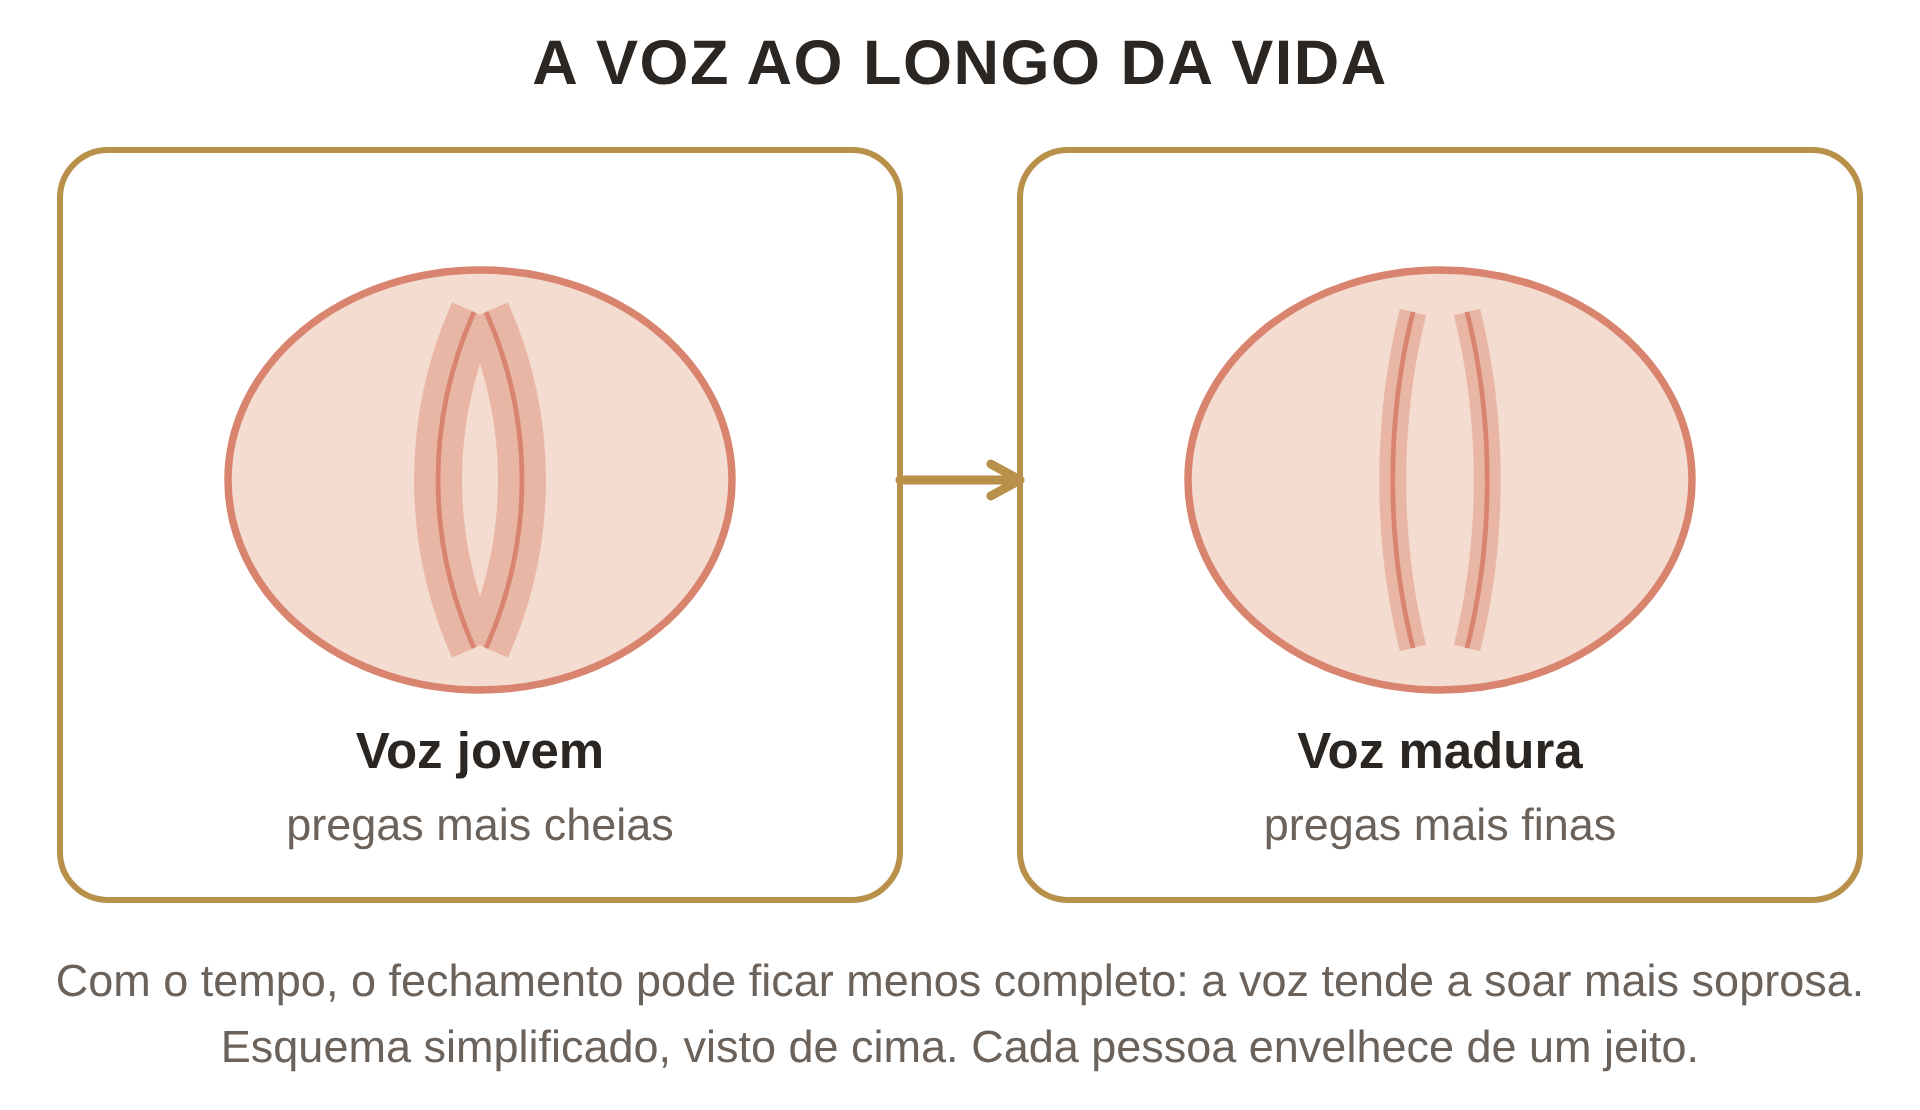 A VOZ AO LONGO DA VIDA
Voz jovem
pregas mais cheias
Voz madura
pregas mais finas
Com o tempo, o fechamento pode ficar menos completo: a voz tende a soar mais soprosa.
Esquema simplificado, visto de cima. Cada pessoa envelhece de um jeito.